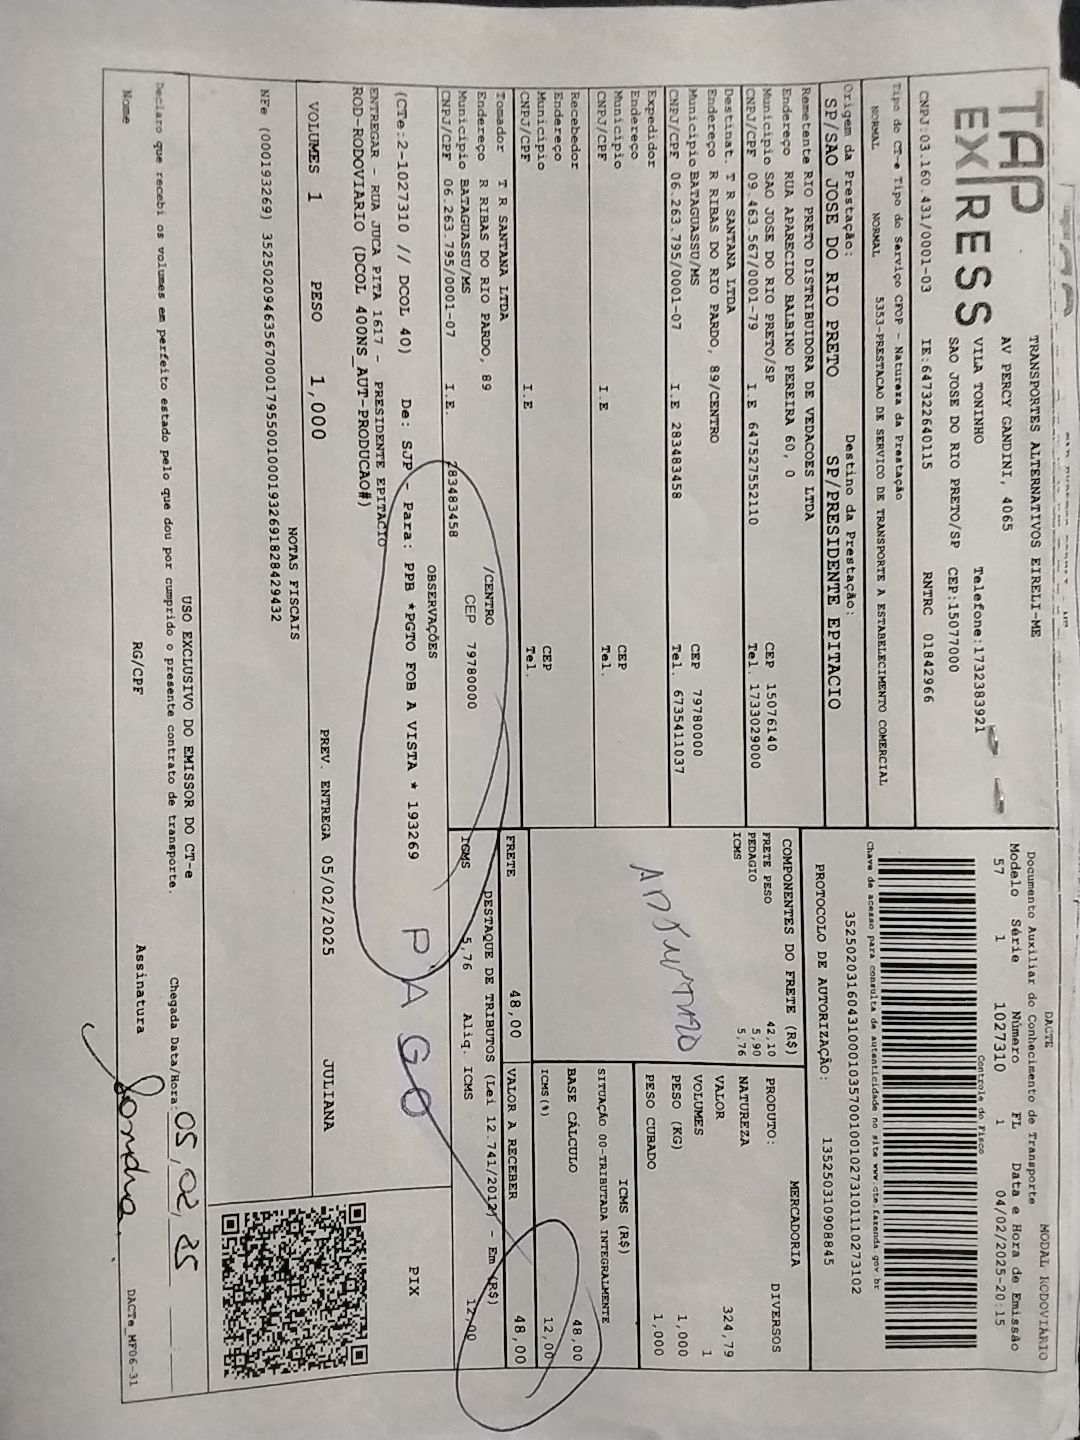 TAP
EXPRESS
TRANSPORTES ALTERNATIVOS EIRELI-ME
AV PERCY GANDINI, 4065
VILA TONINHO Telefone:1732383921
SAO JOSE DO RIO PRETO/SP CEP:15077000
CNPJ:03.160.431/0001-03 IE:647322640115 RNTRC 01842966
DACTE MODAL RODOVIÁRIO
Documento Auxiliar do Conhecimento de Transporte
Modelo Série Número FL Data e Hora de Emissão
57 1 1027310 1 04/02/2025-20:15
Controle do Fisco
Chave de acesso para consulta de autenticidade no site www.cte.fazenda.gov.br
35250203160431000103570010010273101110273102
PROTOCOLO DE AUTORIZAÇÃO: 135250310908845
Tipo do CT-e Tipo do Serviço CFOP - Natureza da Prestação
NORMAL NORMAL 5353-PRESTACAO DE SERVICO DE TRANSPORTE A ESTABELECIMENTO COMERCIAL
Origem da Prestação: Destino da Prestação:
SP/SAO JOSE DO RIO PRETO SP/PRESIDENTE EPITACIO
Remetente RIO PRETO DISTRIBUIDORA DE VEDACOES LTDA
Endereço RUA APARECIDO BALBINO PEREIRA 60, 0
Município SAO JOSE DO RIO PRETO/SP CEP 15076140
CNPJ/CPF 09.463.567/0001-79 I.E 647527552110 Tel. 1733029000
Destinat. T R SANTANA LTDA
Endereço R RIBAS DO RIO PARDO, 89/CENTRO
Município BATAGUASSU/MS CEP 79780000
CNPJ/CPF 06.263.795/0001-07 I.E 283483458 Tel. 6735411037
Expedidor
Endereço
Município CEP
CNPJ/CPF I.E Tel.
Recebedor
Endereço
Município CEP
CNPJ/CPF I.E Tel.
Tomador T R SANTANA LTDA
Endereço R RIBAS DO RIO PARDO, 89 /CENTRO
Município BATAGUASSU/MS CEP 79780000
CNPJ/CPF 06.263.795/0001-07 I.E. 283483458
COMPONENTES DO FRETE (R$)
FRETE PESO 42,10
PEDAGIO 5,90
ICMS 5,76
MERCADORIA
PRODUTO: DIVERSOS
NATUREZA
VALOR 324,79
VOLUMES 1
PESO (KG) 1,000
PESO CUBADO 1,000
ICMS (R$)
SITUAÇÃO 00-TRIBUTADA INTEGRALMENTE
BASE CÁLCULO 48,00
ICMS(%) 12,00
FRETE 48,00 VALOR A RECEBER 48,00
DESTAQUE DE TRIBUTOS (Lei 12.741/2012) - Em (R$)
ICMS 5,76 Aliq. ICMS 12,00
OBSERVAÇÕES
(CTe:2-1027310 // DCOL 40) De: SJP - Para: PPB *PGTO FOB A VISTA * 193269
PAGO
ENTREGAR - RUA JUCA PITA 1617 - PRESIDENTE EPITACIO
ROD-RODOVIARIO (DCOL 400NS_AUT-PRODUCAO#)
PIX
VOLUMES 1 PESO 1,000 PREV. ENTREGA 05/02/2025 JULIANA
NOTAS FISCAIS
NFe (000193269) 35250209463567000179550010001932691828429432
USO EXCLUSIVO DO EMISSOR DO CT-e
Declaro que recebi os volumes em perfeito estado pelo que dou por cumprido o presente contrato de transporte. Chegada Data/Hora: 05/02/25
Nome RG/CPF Assinatura Sandra
DACTe_MF06-31